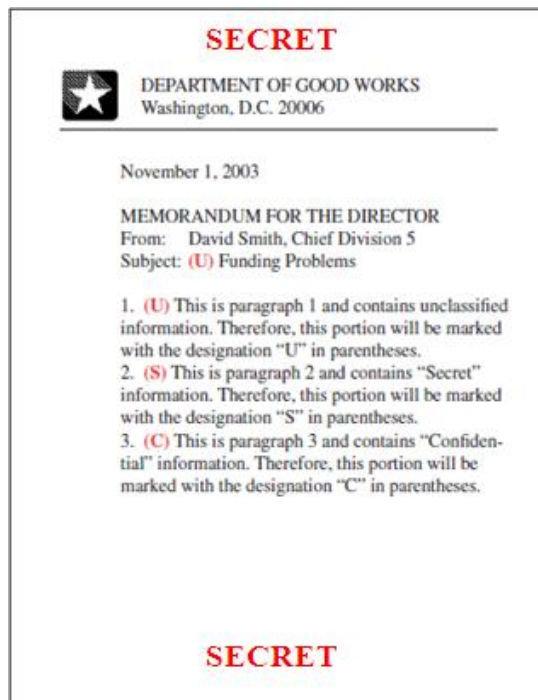 SECRET
DEPARTMENT OF GOOD WORKS
Washington, D.C. 20006
November 1, 2003
MEMORANDUM FOR THE DIRECTOR
From: David Smith, Chief Division 5
Subject: (U) Funding Problems
1. (U) This is paragraph 1 and contains unclassified
information. Therefore, this portion will be marked
with the designation “U” in parentheses.
2. (S) This is paragraph 2 and contains “Secret”
information. Therefore, this portion will be marked
with the designation “S” in parentheses.
3. (C) This is paragraph 3 and contains “Confiden-
tial” information. Therefore, this portion will be
marked with the designation “C” in parentheses.
SECRET